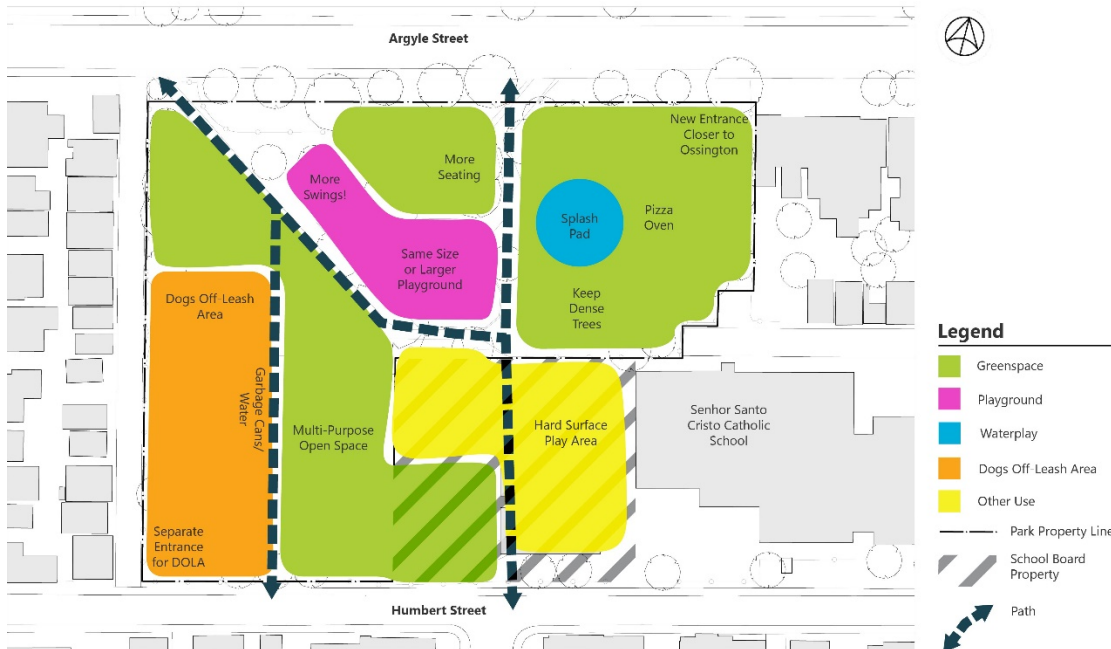 Argyle Street
New Entrance
Closer to
Ossington
More
Seating
More
Swings!
Splash
Pad
Pizza
Oven
Same Size
or Larger
Playground
Keep
Dense
Trees
Dogs Off-Leash
Area
Garbage Cans/
Water
Multi-Purpose
Open Space
Hard Surface
Play Area
Senhor Santo
Cristo Catholic
School
Separate
Entrance
for DOLA
Humbert Street
Legend
Greenspace
Playground
Waterplay
Dogs Off-Leash Area
Other Use
Park Property Line
School Board
Property
Path